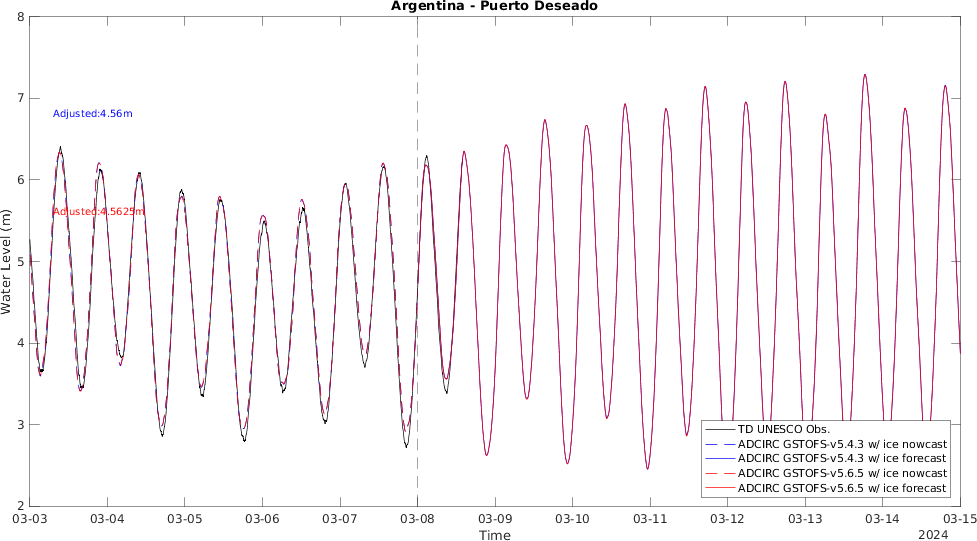 Argentina - Puerto Deseado
8
7
6
5
4
3
2
Water Level (m)
Adjusted:4.56m
Adjusted:4.5625m
TD UNESCO Obs.
ADCIRC GSTOFS-v5.4.3 w/ ice nowcast
ADCIRC GSTOFS-v5.4.3 w/ ice forecast
ADCIRC GSTOFS-v5.6.5 w/ ice nowcast
ADCIRC GSTOFS-v5.6.5 w/ ice forecast
03-03 03-04 03-05 03-06 03-07 03-08 03-09 03-10 03-11 03-12 03-13 03-14 03-15
Time
2024